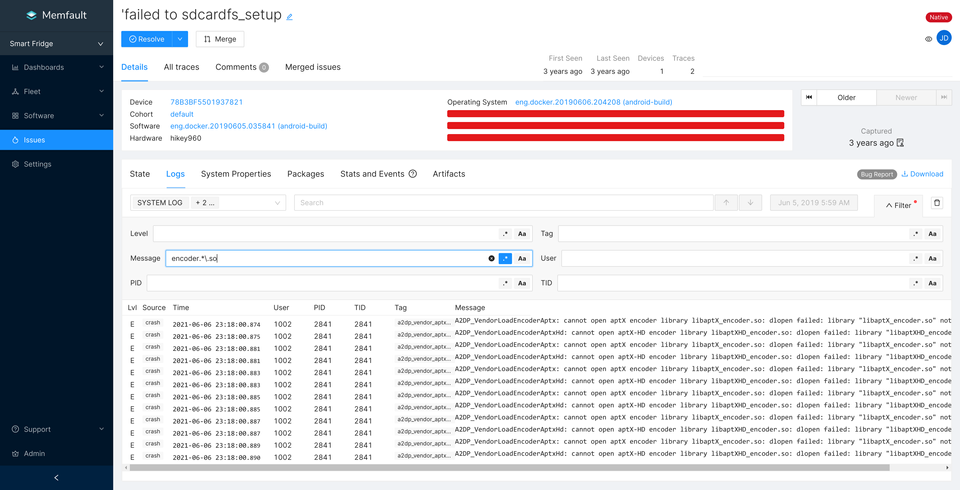 Memfault
'failed to sdcardfs_setup
Native
Smart Fridge
Resolve
Merge
JD
Dashboards
Details
All traces
Comments 0
Merged issues
First Seen
Last Seen
Devices
Traces
3 years ago
3 years ago
1
2
Fleet
Software
Issues
Settings
Device 78B3BF5501937821
Operating System eng.docker.20190606.204208 (android-build)
Cohort default
Software eng.docker.20190605.035841 (android-build)
Hardware hikey960
Older
Newer
Captured
3 years ago
State
Logs
System Properties
Packages
Stats and Events
Artifacts
Bug Report
Download
SYSTEM LOG
+ 2 ...
Search
Jun 5, 2019 5:59 AM
Filter
Level .* Aa
Tag .* Aa
Message encoder.*\.so .* Aa
User .* Aa
PID .* Aa
TID .* Aa
Lvl Source Time User PID TID Tag Message
E crash 2021-06-06 23:18:00.874 1002 2841 2841 a2dp_vendor_aptx... A2DP_VendorLoadEncoderAptx: cannot open aptX encoder library libaptX_encoder.so: dlopen failed: library "libaptX_encoder.so" not
E crash 2021-06-06 23:18:00.875 1002 2841 2841 a2dp_vendor_aptx... A2DP_VendorLoadEncoderAptxHd: cannot open aptX-HD encoder library libaptXHD_encoder.so: dlopen failed: library "libaptXHD_encode
E crash 2021-06-06 23:18:00.881 1002 2841 2841 a2dp_vendor_aptx... A2DP_VendorLoadEncoderAptx: cannot open aptX encoder library libaptX_encoder.so: dlopen failed: library "libaptX_encoder.so" not
E crash 2021-06-06 23:18:00.881 1002 2841 2841 a2dp_vendor_aptx... A2DP_VendorLoadEncoderAptxHd: cannot open aptX-HD encoder library libaptXHD_encoder.so: dlopen failed: library "libaptXHD_encode
E crash 2021-06-06 23:18:00.883 1002 2841 2841 a2dp_vendor_aptx... A2DP_VendorLoadEncoderAptx: cannot open aptX encoder library libaptX_encoder.so: dlopen failed: library "libaptX_encoder.so" not
E crash 2021-06-06 23:18:00.883 1002 2841 2841 a2dp_vendor_aptx... A2DP_VendorLoadEncoderAptxHd: cannot open aptX-HD encoder library libaptXHD_encoder.so: dlopen failed: library "libaptXHD_encode
E crash 2021-06-06 23:18:00.885 1002 2841 2841 a2dp_vendor_aptx... A2DP_VendorLoadEncoderAptx: cannot open aptX encoder library libaptX_encoder.so: dlopen failed: library "libaptX_encoder.so" not
E crash 2021-06-06 23:18:00.885 1002 2841 2841 a2dp_vendor_aptx... A2DP_VendorLoadEncoderAptxHd: cannot open aptX-HD encoder library libaptXHD_encoder.so: dlopen failed: library "libaptXHD_encode
E crash 2021-06-06 23:18:00.887 1002 2841 2841 a2dp_vendor_aptx... A2DP_VendorLoadEncoderAptx: cannot open aptX encoder library libaptX_encoder.so: dlopen failed: library "libaptX_encoder.so" not
E crash 2021-06-06 23:18:00.887 1002 2841 2841 a2dp_vendor_aptx... A2DP_VendorLoadEncoderAptxHd: cannot open aptX-HD encoder library libaptXHD_encoder.so: dlopen failed: library "libaptXHD_encode
E crash 2021-06-06 23:18:00.889 1002 2841 2841 a2dp_vendor_aptx... A2DP_VendorLoadEncoderAptx: cannot open aptX encoder library libaptX_encoder.so: dlopen failed: library "libaptX_encoder.so" not
E crash 2021-06-06 23:18:00.890 1002 2841 2841 a2dp_vendor_aptx... A2DP_VendorLoadEncoderAptxHd: cannot open aptX-HD encoder library libaptXHD_encoder.so: dlopen failed: library "libaptXHD_encode
Support
Admin